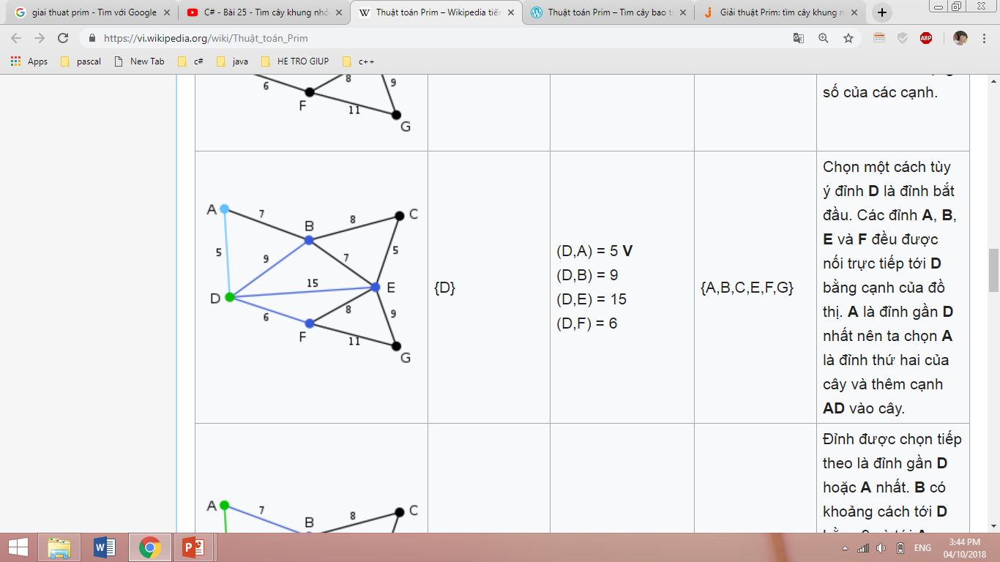 giai thuat prim - Tìm với Google
C# - Bài 25 - Tìm cây khung nhỏ
Thuật toán Prim – Wikipedia tiến
Thuật toán Prim – Tìm cây bao tr
Giải thuật Prim: tìm cây khung n
https://vi.wikipedia.org/wiki/Thuật_toán_Prim
ABP
Apps
pascal
New Tab
c#
java
HE TRO GIUP
c++
6
8
9
F
11
G
số của các cạnh.
A
7
B
8
C
5
9
7
5
15
D
E
6
8
9
F
11
G
{D}
(D,A) = 5 V
(D,B) = 9
(D,E) = 15
(D,F) = 6
{A,B,C,E,F,G}
Chọn một cách tùy
ý đỉnh D là đỉnh bắt
đầu. Các đỉnh A, B,
E và F đều được
nối trực tiếp tới D
bằng cạnh của đồ
thị. A là đỉnh gần D
nhất nên ta chọn A
là đỉnh thứ hai của
cây và thêm cạnh
AD vào cây.
A
7
B
8
C
Đỉnh được chọn tiếp
theo là đỉnh gần D
hoặc A nhất. B có
khoảng cách tới D
ENG
3:44 PM
04/10/2018